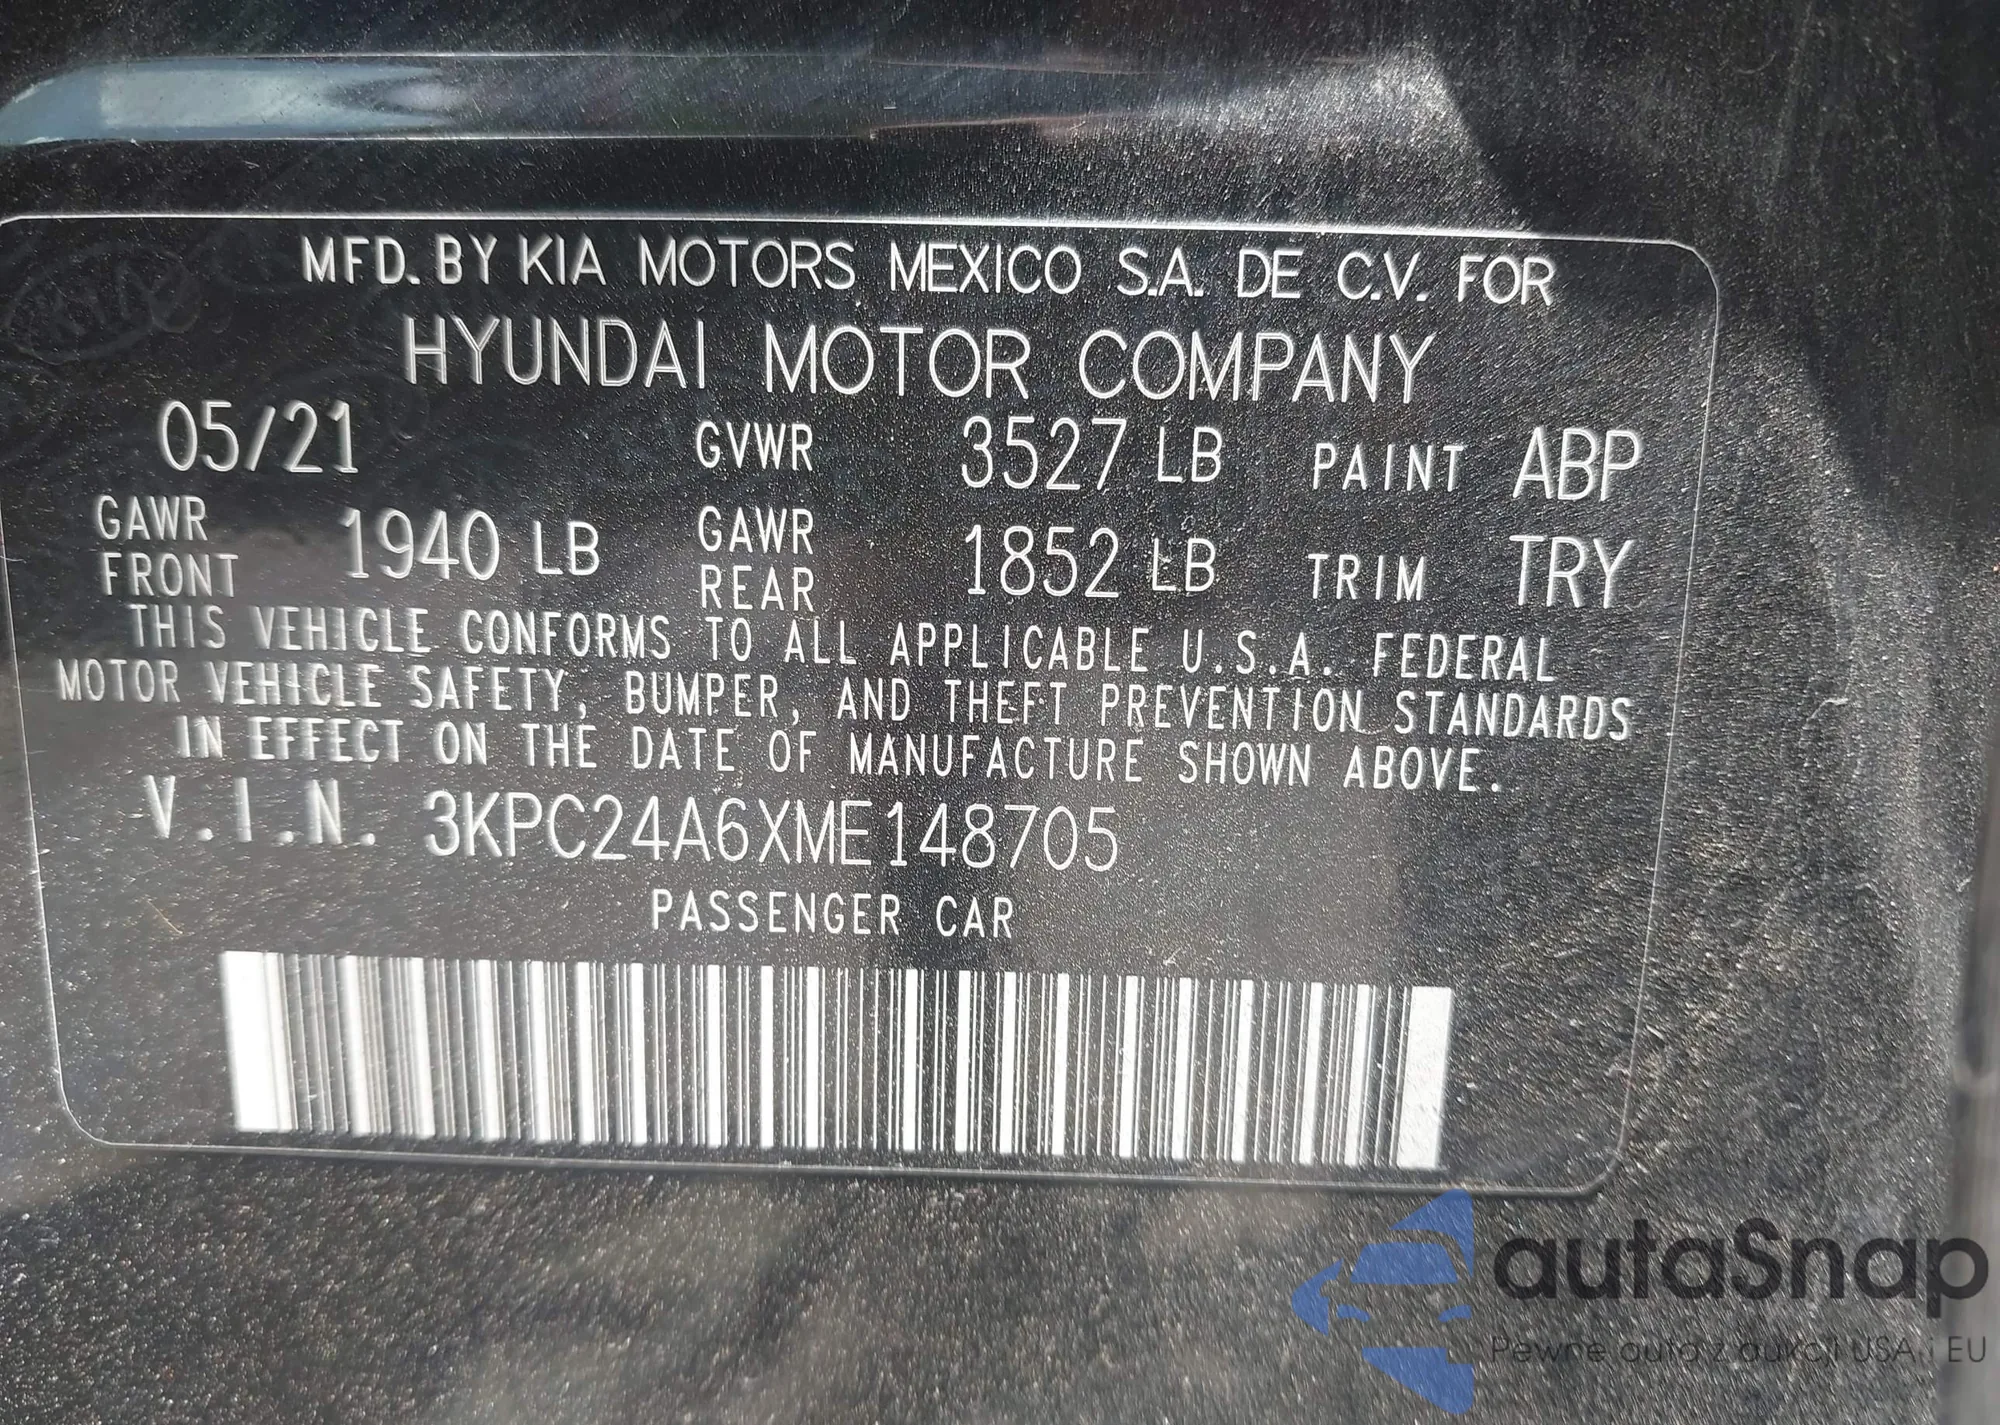 MFD. BY KIA MOTORS MEXICO S.A. DE C.V. FOR
HYUNDAI MOTOR COMPANY
05/21 GVWR 3527 LB PAINT ABP
GAWR FRONT 1940 LB GAWR REAR 1852 LB TRIM TRY
THIS VEHICLE CONFORMS TO ALL APPLICABLE U.S.A. FEDERAL
MOTOR VEHICLE SAFETY, BUMPER, AND THEFT PREVENTION STANDARDS
IN EFFECT ON THE DATE OF MANUFACTURE SHOWN ABOVE.
V.I.N. 3KPC24A6XME148705
PASSENGER CAR
autaSnap
Pewne auta z aukcji USA i EU